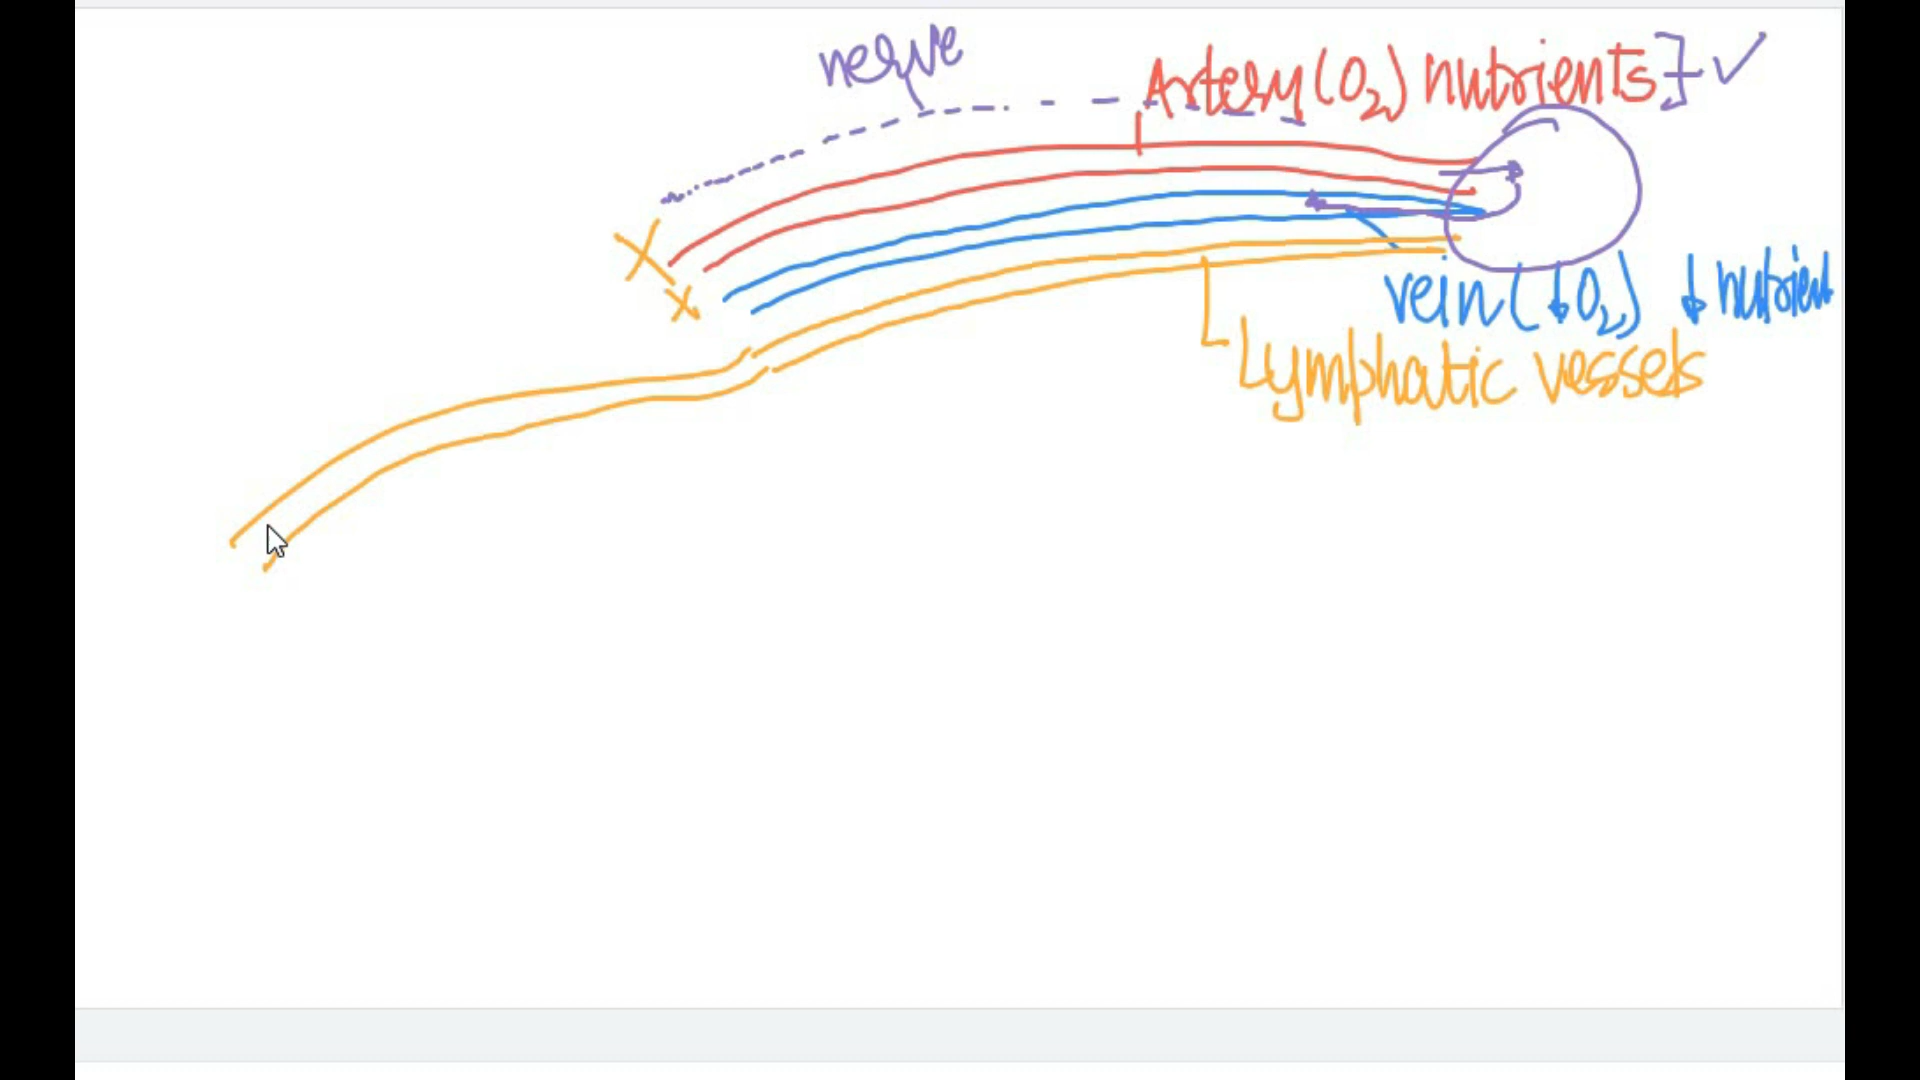 nerve
Artery (O2) nutrients ] ✓
vein (↓O2) ↓ nutrient
Lymphatic vessels